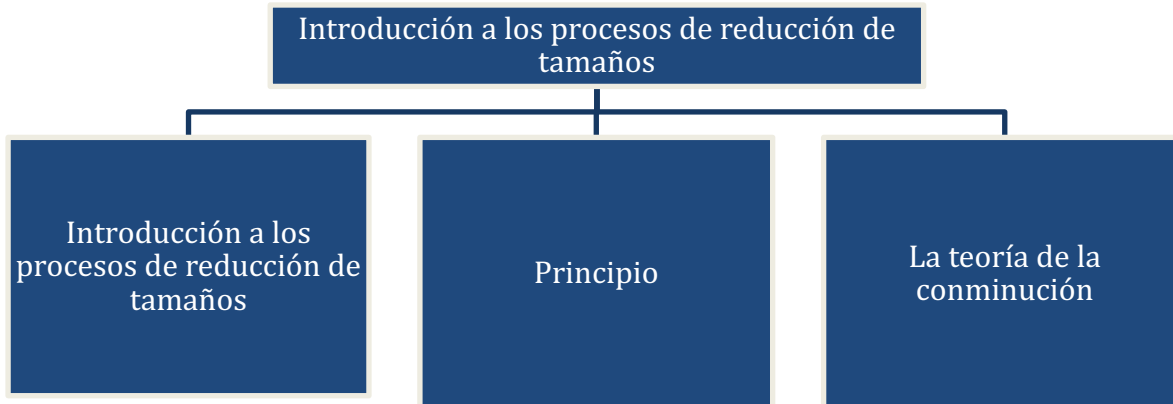 Introducción a los procesos de reducción de
tamaños
Introducción a los
procesos de reducción de
tamaños
Principio
La teoría de la
conminución